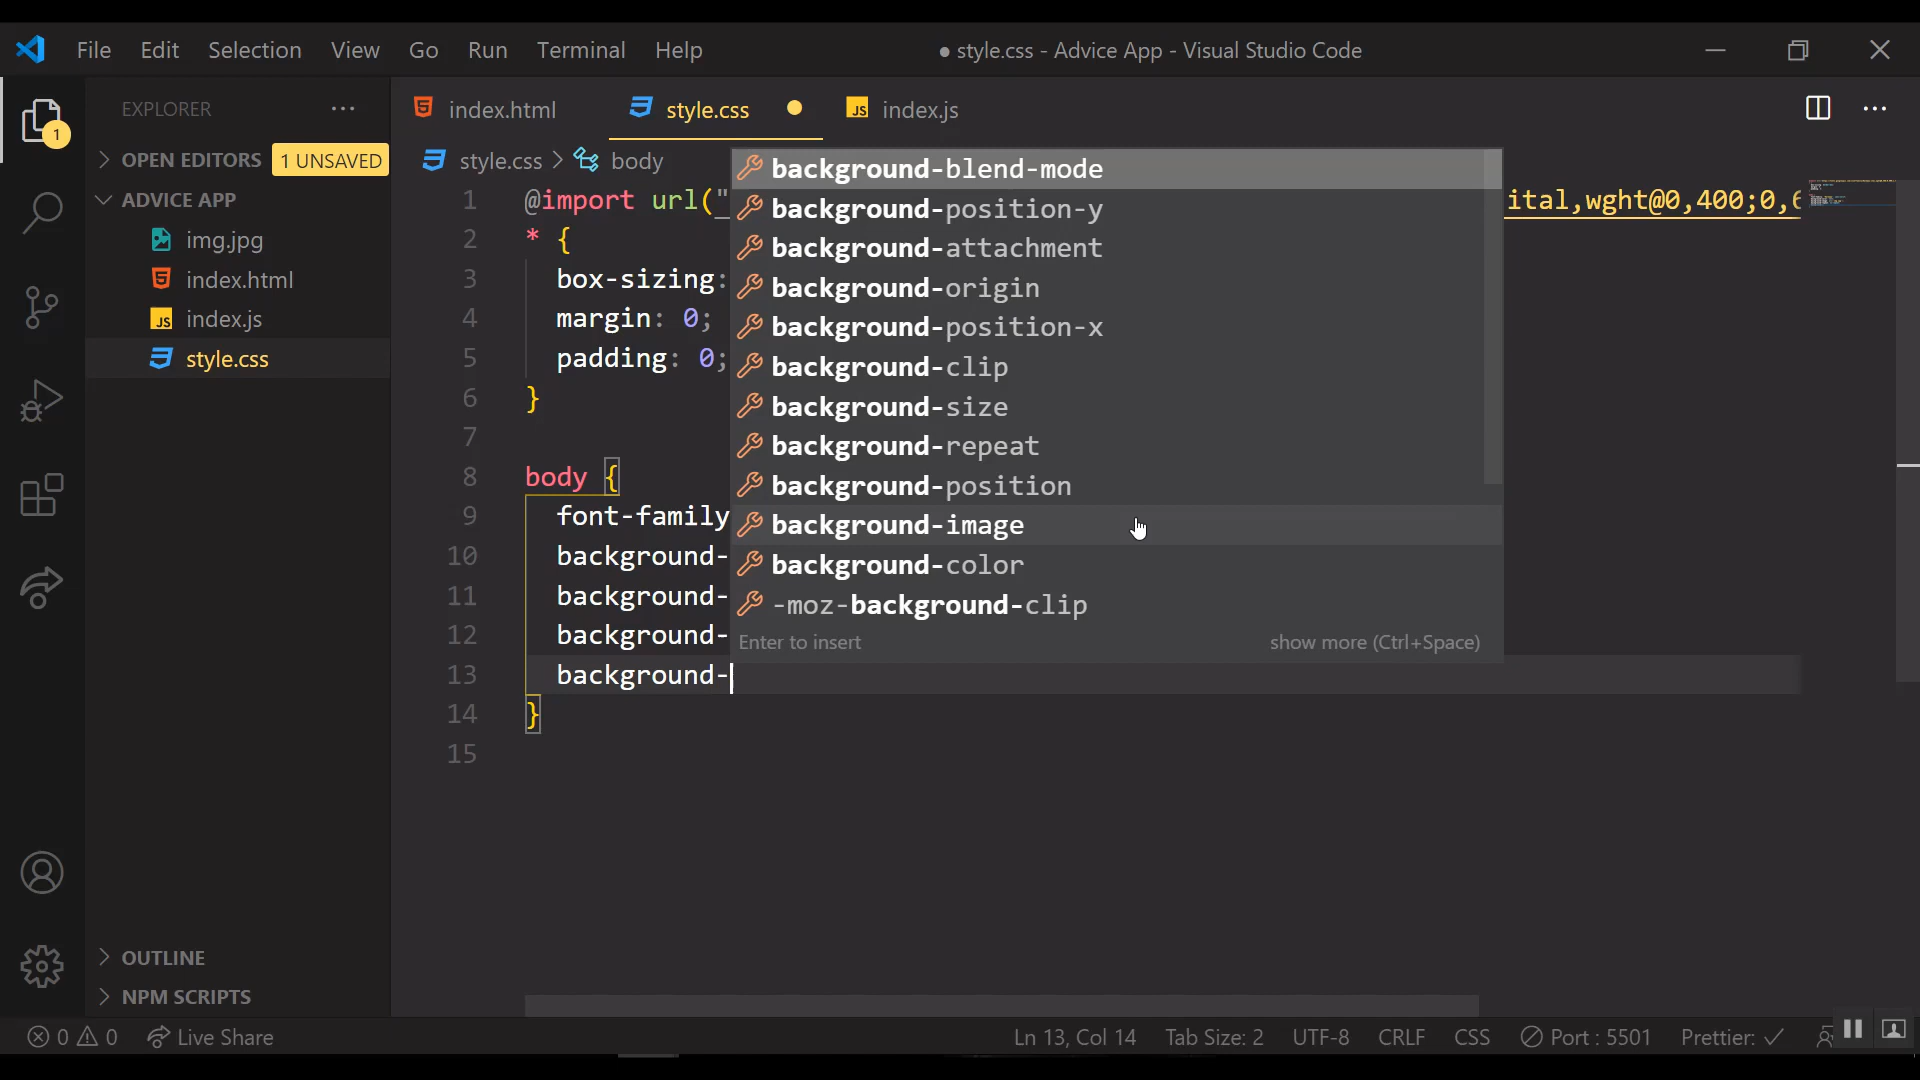 File Edit Selection View Go Run Terminal Help
● style.css - Advice App - Visual Studio Code
EXPLORER ···
index.html
style.css
JS index.js
1
OPEN EDITORS 1 UNSAVED
ADVICE APP
img.jpg
index.html
JS index.js
style.css
OUTLINE
NPM SCRIPTS
style.css > body
1 @import url("
ital,wght@0,400;0,6
2 * {
3 box-sizing:
4 margin: 0;
5 padding: 0;
6 }
7
8 body {
9 font-family
10 background-
11 background-
12 background-
13 background-
14 }
15
background-blend-mode
background-position-y
background-attachment
background-origin
background-position-x
background-clip
background-size
background-repeat
background-position
background-image
background-color
-moz-background-clip
Enter to insert show more (Ctrl+Space)
0 0 Live Share Ln 13, Col 14 Tab Size: 2 UTF-8 CRLF CSS Port : 5501 Prettier: ✓